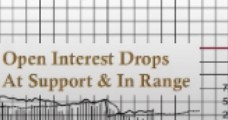 Open Interest Drops
At Support & In Range